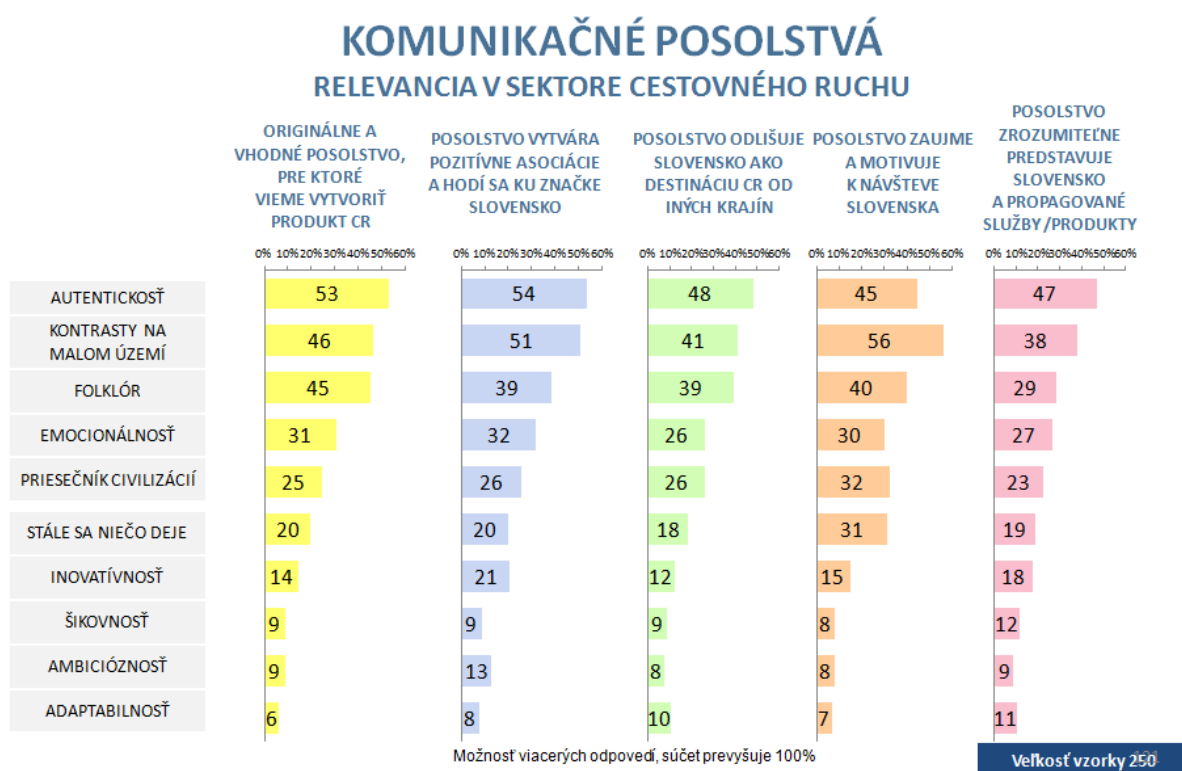 KOMUNIKAČNÉ POSOLSTVÁ
RELEVANCIA V SEKTORE CESTOVNÉHO RUCHU
ORIGINÁLNE A
VHODNÉ POSOLSTVO,
PRE KTORÉ
VIEME VYTVORIŤ
PRODUKT CR
POSOLSTVO VYTVÁRA
POZITÍVNE ASOCIÁCIE
A HODÍ SA KU ZNAČKE
SLOVENSKO
POSOLSTVO ODLIŠUJE
SLOVENSKO AKO
DESTINÁCIU CR OD
INÝCH KRAJÍN
POSOLSTVO ZAUJME
A MOTIVUJE
K NÁVŠTEVE
SLOVENSKA
POSOLSTVO
ZROZUMITEĽNE
PREDSTAVUJE
SLOVENSKO
A PROPAGOVANÉ
SLUŽBY/PRODUKTY
0% 10% 20% 30% 40% 50% 60%
0% 10% 20% 30% 40% 50% 60%
0% 10% 20% 30% 40% 50% 60%
0% 10% 20% 30% 40% 50% 60%
0% 10% 20% 30% 40% 50% 60%
AUTENTICKOSŤ 53 54 48 45 47
KONTRASTY NA
MALOM ÚZEMÍ 46 51 41 56 38
FOLKLÓR 45 39 39 40 29
EMOCIONÁLNOSŤ 31 32 26 30 27
PRIESEČNÍK CIVILIZÁCIÍ 25 26 26 32 23
STÁLE SA NIEČO DEJE 20 20 18 31 19
INOVATÍVNOSŤ 14 21 12 15 18
ŠIKOVNOSŤ 9 9 9 8 12
AMBICIÓZNOSŤ 9 13 8 8 9
ADAPTABILNOSŤ 6 8 10 7 11
Možnosť viacerých odpovedí, súčet prevyšuje 100%
Veľkosť vzorky 250